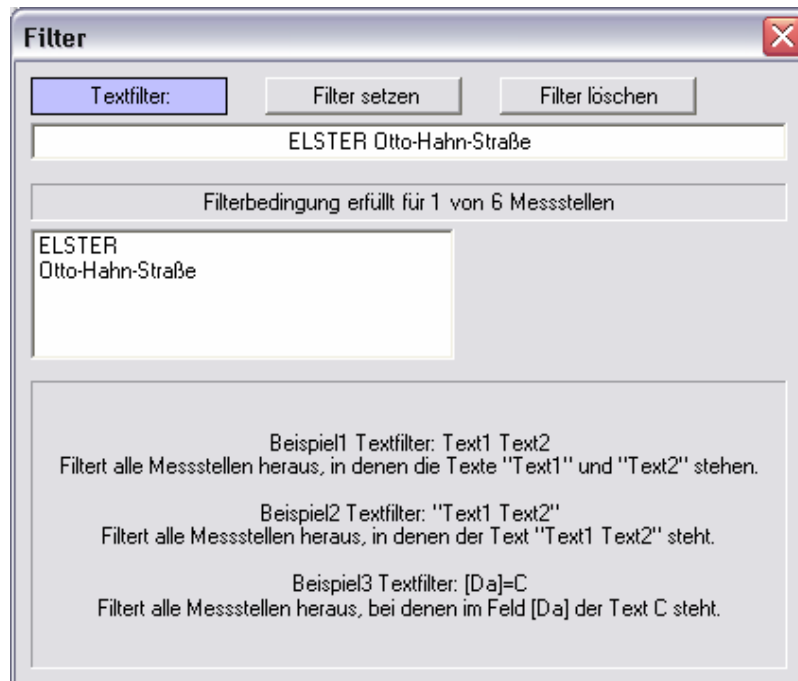 Filter
Textfilter: Filter setzen Filter löschen
ELSTER Otto-Hahn-Straße
Filterbedingung erfüllt für 1 von 6 Messstellen
ELSTER
Otto-Hahn-Straße
Beispiel1 Textfilter: Text1 Text2
Filtert alle Messstellen heraus, in denen die Texte "Text1" und "Text2" stehen.
Beispiel2 Textfilter: "Text1 Text2"
Filtert alle Messstellen heraus, in denen der Text "Text1 Text2" steht.
Beispiel3 Textfilter: [Da]=C
Filtert alle Messstellen heraus, bei denen im Feld [Da] der Text C steht.